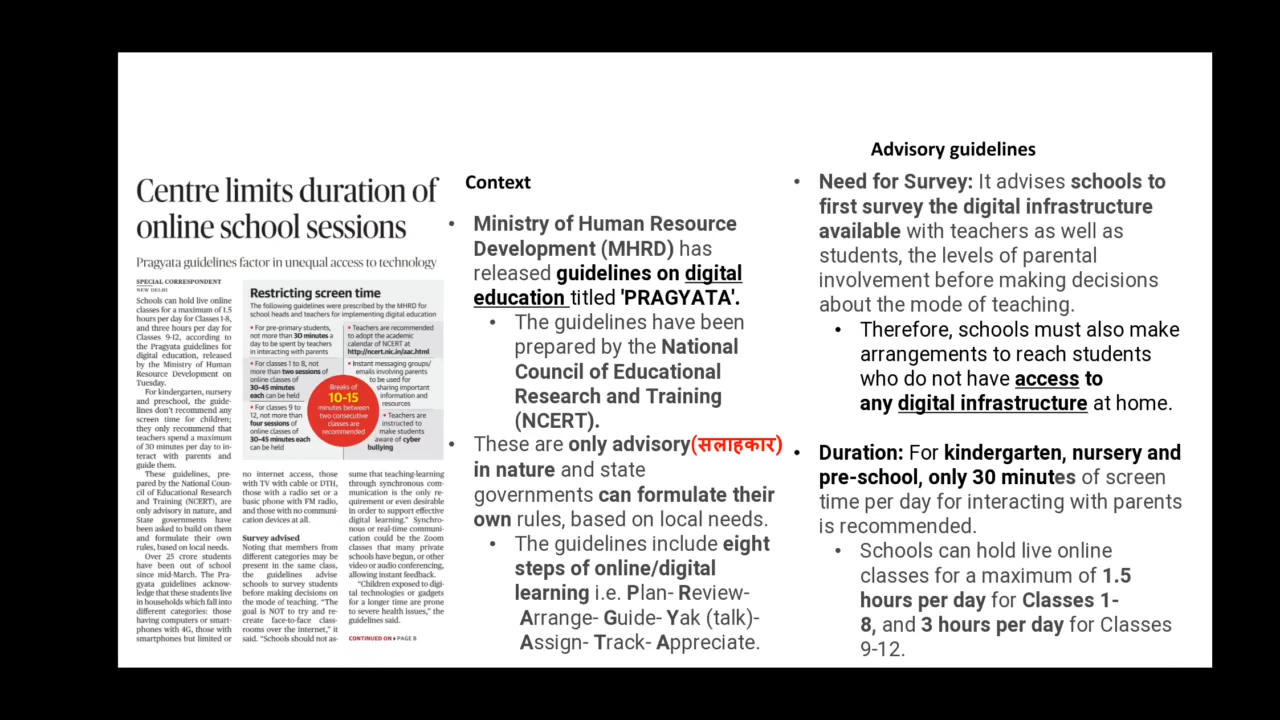 Centre limits duration of
online school sessions
Pragyata guidelines factor in unequal access to technology
SPECIAL CORRESPONDENT
NEW DELHI
Schools can hold live online
classes for a maximum of 1.5
hours per day for Classes 1-8,
and three hours per day for
Classes 9-12, according to
the Pragyata guidelines for
digital education, released
by the Ministry of Human
Resource Development on
Tuesday.
For kindergarten, nursery
and preschool, the guide-
lines don't recommend any
screen time for children;
they only recommend that
teachers spend a maximum
of 30 minutes per day to in-
teract with parents and
guide them.
These guidelines, pre-
pared by the National Coun-
cil of Educational Research
and Training (NCERT), are
only advisory in nature, and
State governments have
been asked to build on them
and formulate their own
rules, based on local needs.
Over 25 crore students
have been out of school
since mid-March. The Pra-
gyata guidelines acknow-
ledge that these students live
in households which fall into
different categories: those
having computers or smart-
phones with 4G, those with
smartphones but limited or
Restricting screen time
The following guidelines were prescribed by the MHRD for
school heads and teachers for implementing digital education
• For pre-primary students,
not more than 30 minutes a
day to be spent by teachers
in interacting with parents
• For classes 1 to 8, not
more than two sessions of
online classes of
30-45 minutes
each can be held
• For classes 9 to
12, not more than
four sessions of
online classes of
30-45 minutes each
can be held
Breaks of
10-15
minutes between
two consecutive
classes are
recommended
• Teachers are recommended
to adopt the academic
calendar of NCERT at
http://ncert.nic.in/aac.html
• Instant messaging groups/
emails involving parents
to be used for
sharing important
information and
resources
• Teachers are
instructed to
make students
aware of cyber
bullying
no internet access, those
with TV with cable or DTH,
those with a radio set or a
basic phone with FM radio,
and those with no communi-
cation devices at all.
Survey advised
Noting that members from
different categories may be
present in the same class,
the guidelines advise
schools to survey students
before making decisions on
the mode of teaching. "The
goal is NOT to try and re-
create face-to-face class-
rooms over the internet," it
said. "Schools should not as-
sume that teaching-learning
through synchronous com-
munication is the only re-
quirement or even desirable
in order to support effective
digital learning." Synchro-
nous or real-time communi-
cation could be the Zoom
classes that many private
schools have begun, or other
video or audio conferencing,
allowing instant feedback.
"Children exposed to digi-
tal technologies or gadgets
for a longer time are prone
to severe health issues," the
guidelines said.
CONTINUED ON ▸ PAGE 8
Context
• Ministry of Human Resource
Development (MHRD) has
released guidelines on digital
education titled 'PRAGYATA'.
• The guidelines have been
prepared by the National
Council of Educational
Research and Training
(NCERT).
• These are only advisory(सलाहकार)
in nature and state
governments can formulate their
own rules, based on local needs.
• The guidelines include eight
steps of online/digital
learning i.e. Plan- Review-
Arrange- Guide- Yak (talk)-
Assign- Track- Appreciate.
Advisory guidelines
• Need for Survey: It advises schools to
first survey the digital infrastructure
available with teachers as well as
students, the levels of parental
involvement before making decisions
about the mode of teaching.
• Therefore, schools must also make
arrangements to reach students
who do not have access to
any digital infrastructure at home.
• Duration: For kindergarten, nursery and
pre-school, only 30 minutes of screen
time per day for interacting with parents
is recommended.
• Schools can hold live online
classes for a maximum of 1.5
hours per day for Classes 1-
8, and 3 hours per day for Classes
9-12.